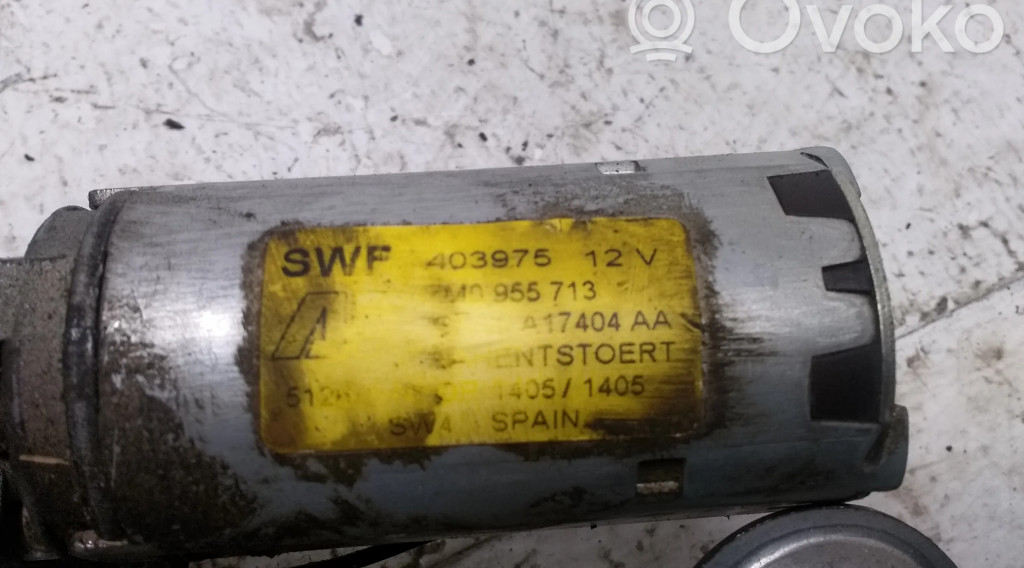 Ovoko
SWF 403975 12 V
955 713
A17404 AA
ENTSTOERT
1405/1405
SPAIN